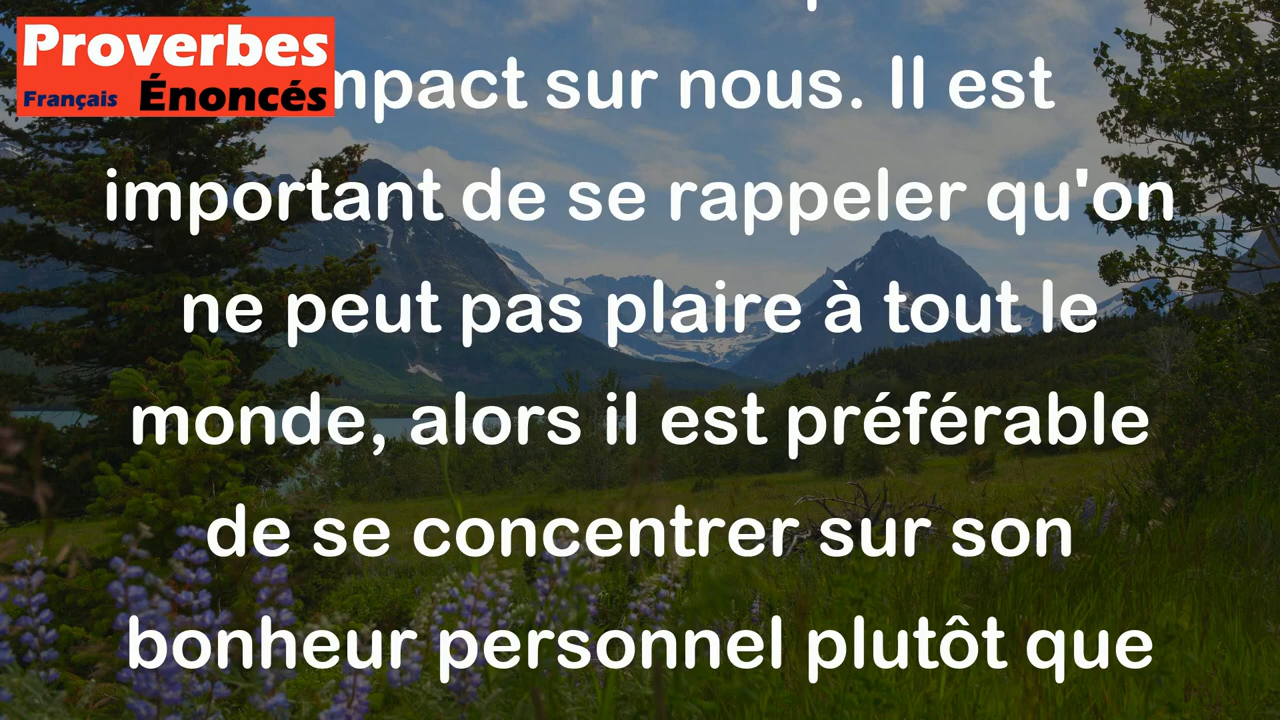 Proverbes
Français Énoncés
mpact sur nous. Il est
important de se rappeler qu'on
ne peut pas plaire à tout le
monde, alors il est préférable
de se concentrer sur son
bonheur personnel plutôt que